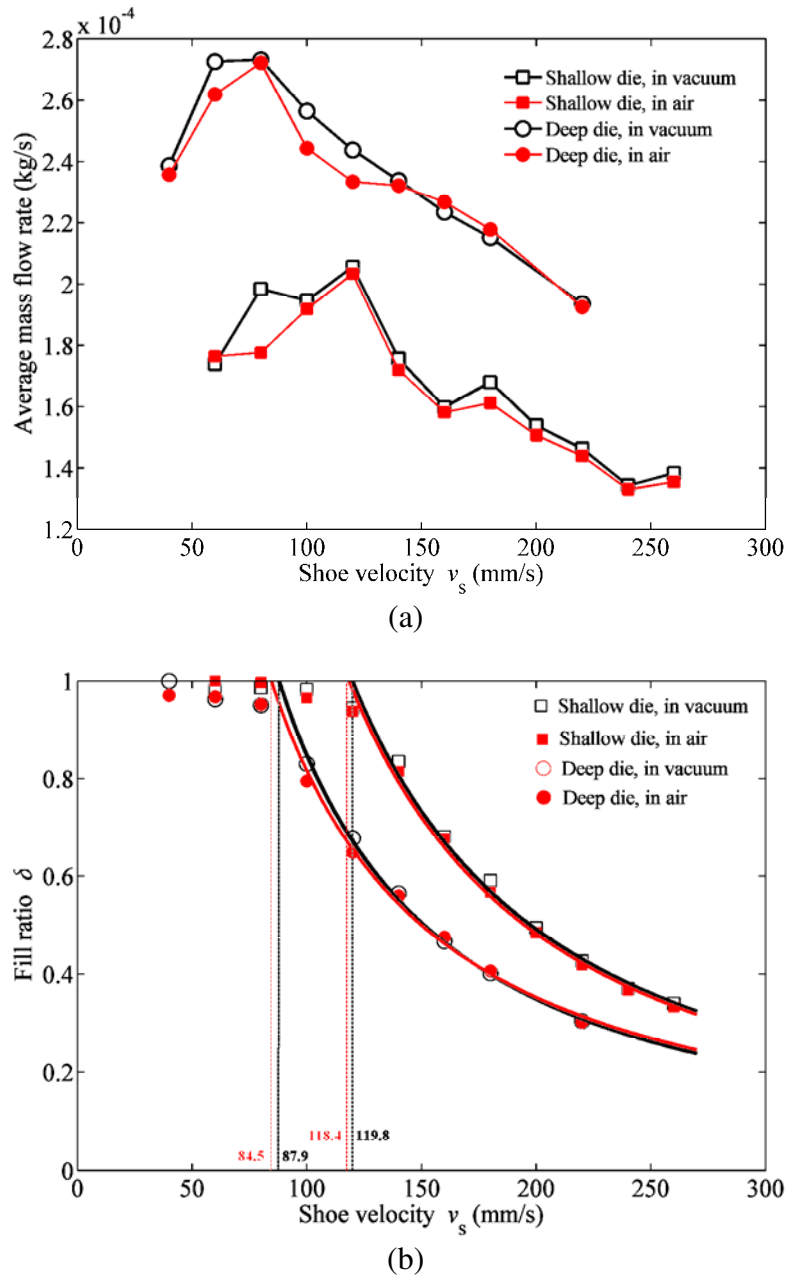 x 10⁻⁴
3
2.8
2.6
2.4
2.2
2
1.8
1.6
1.4
1.2
Average mass flow rate (kg/s)
Shallow die, in vacuum
Shallow die, in air
Deep die, in vacuum
Deep die, in air
0 50 100 150 200 250 300
Shoe velocity vₛ (mm/s)
(a)
1
0.8
0.6
0.4
0.2
0
Fill ratio δ
Shallow die, in vacuum
Shallow die, in air
Deep die, in vacuum
Deep die, in air
118.4 119.8
84.5 87.9
0 50 100 150 200 250 300
Shoe velocity vₛ (mm/s)
(b)